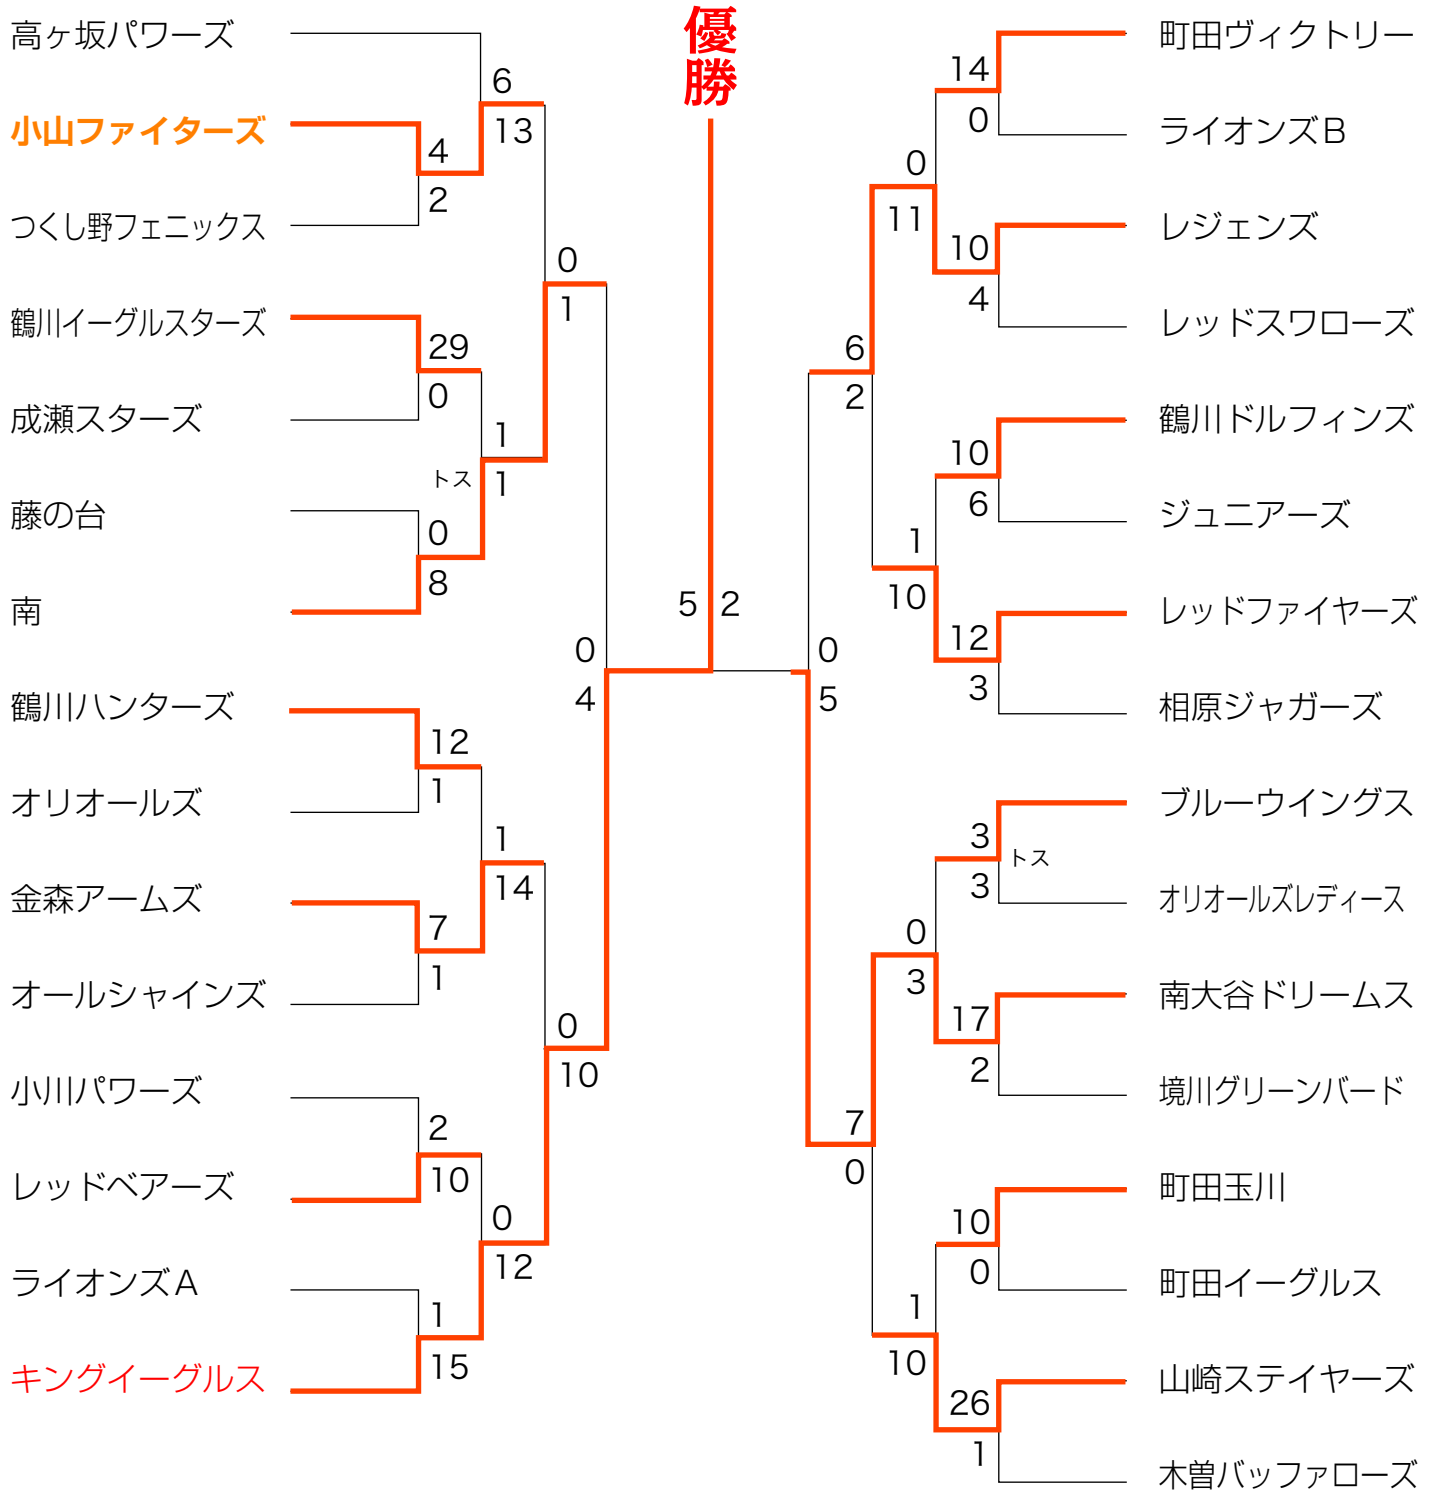 優勝
高ヶ坂パワーズ
小山ファイターズ
つくし野フェニックス
鶴川イーグルスターズ
成瀬スターズ
藤の台
南
鶴川ハンターズ
オリオールズ
金森アームズ
オールシャインズ
小川パワーズ
レッドベアーズ
ライオンズA
キングイーグルス
6
13
4
2
0
1
29
0
1
トス
1
0
8
0
4
12
1
1
14
7
1
0
10
2
10
0
12
1
15
5 2
14
0
0
11
10
4
6
2
10
6
1
10
12
3
0
5
3
トス
3
0
3
17
2
7
0
10
0
1
10
26
1
町田ヴィクトリー
ライオンズB
レジェンズ
レッドスワローズ
鶴川ドルフィンズ
ジュニアーズ
レッドファイヤーズ
相原ジャガーズ
ブルーウイングス
オリオールズレディース
南大谷ドリームス
境川グリーンバード
町田玉川
町田イーグルス
山崎ステイヤーズ
木曽バッファローズ